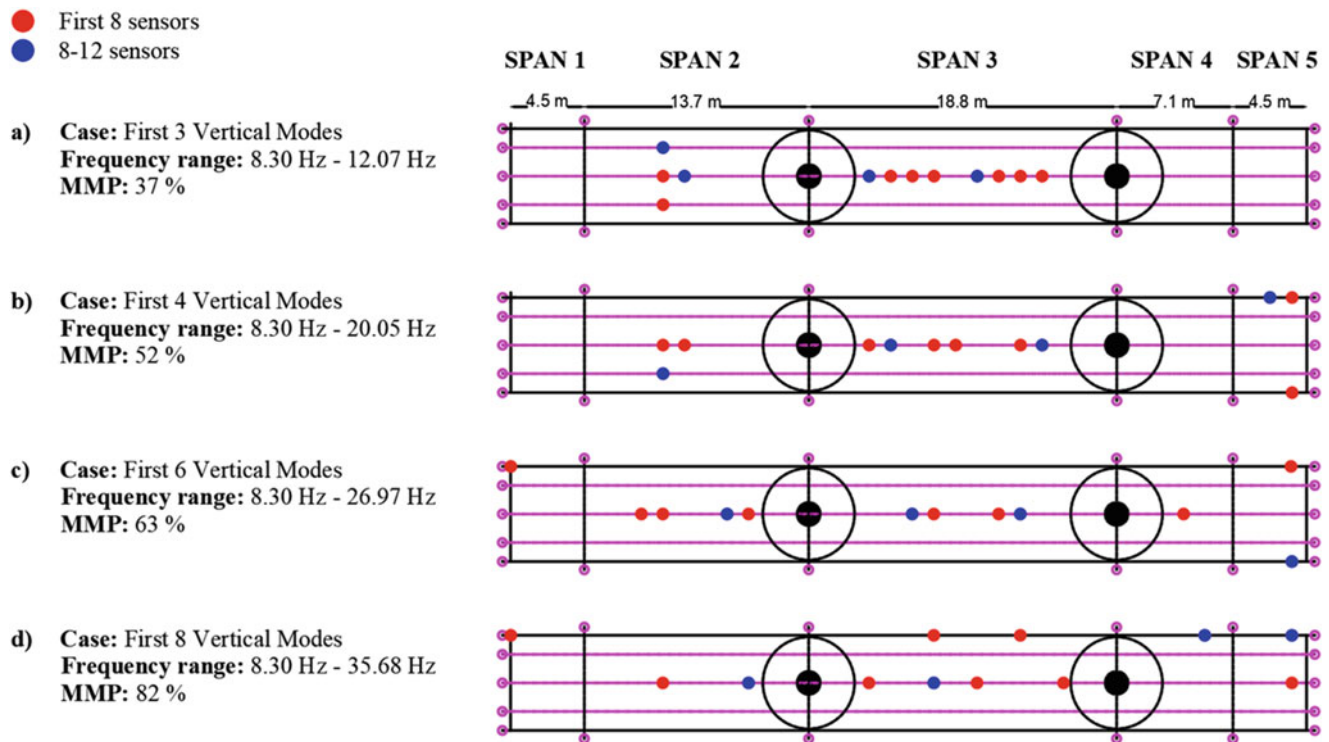 First 8 sensors
8-12 sensors
SPAN 1 SPAN 2 SPAN 3 SPAN 4 SPAN 5
4.5 m 13.7 m 18.8 m 7.1 m 4.5 m
a) Case: First 3 Vertical Modes
Frequency range: 8.30 Hz - 12.07 Hz
MMP: 37 %
b) Case: First 4 Vertical Modes
Frequency range: 8.30 Hz - 20.05 Hz
MMP: 52 %
c) Case: First 6 Vertical Modes
Frequency range: 8.30 Hz - 26.97 Hz
MMP: 63 %
d) Case: First 8 Vertical Modes
Frequency range: 8.30 Hz - 35.68 Hz
MMP: 82 %